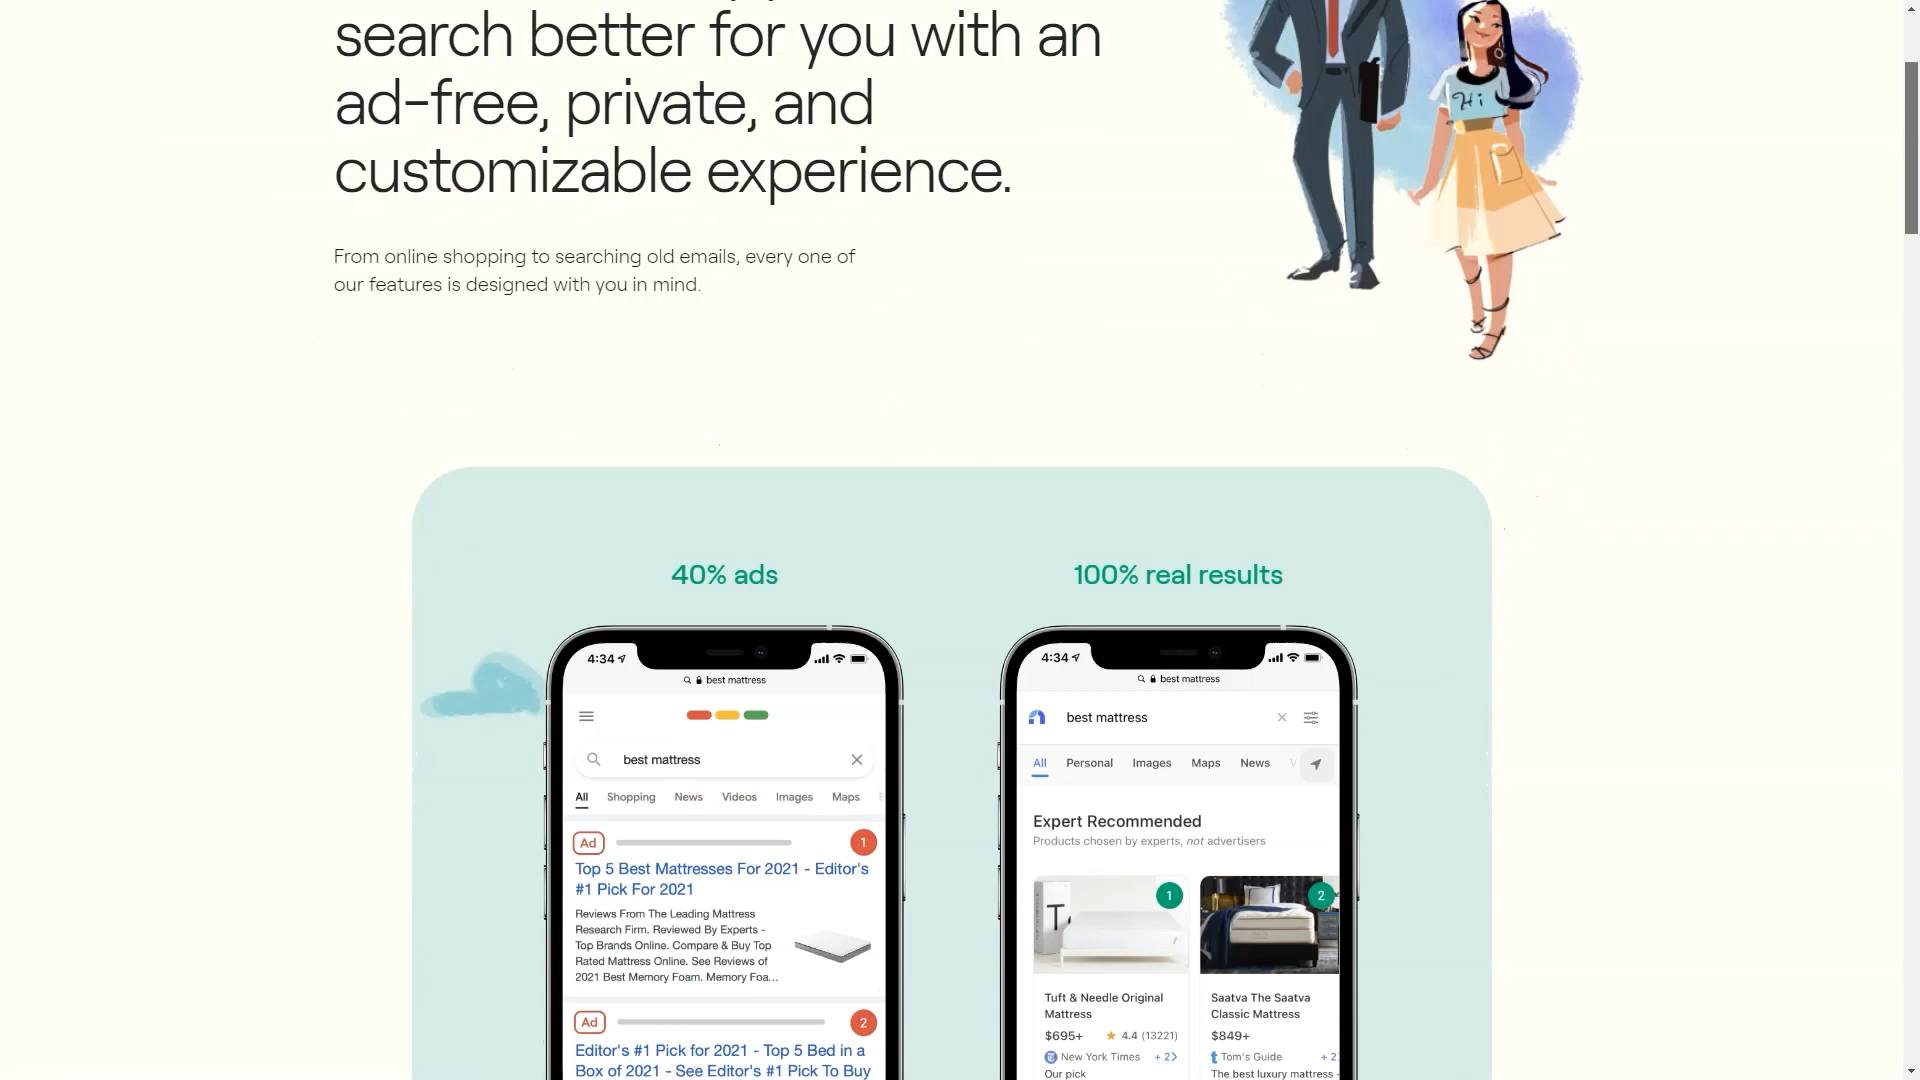 search better for you with an
ad-free, private, and
customizable experience.
Hi
From online shopping to searching old emails, every one of
our features is designed with you in mind.
40% ads
100% real results
4:34
best mattress
best mattress
All Shopping News Videos Images Maps
Ad
1
Top 5 Best Mattresses For 2021 - Editor's
#1 Pick For 2021
Reviews From The Leading Mattress
Research Firm. Reviewed By Experts -
Top Brands Online. Compare & Buy Top
Rated Mattress Online. See Reviews of
2021 Best Memory Foam. Memory Foa...
Ad
2
Editor's #1 Pick for 2021 - Top 5 Bed in a
Box of 2021 - See Editor's #1 Pick To Buy
4:34
best mattress
best mattress
All Personal Images Maps News V
Expert Recommended
Products chosen by experts, not advertisers
1
Tuft & Needle Original
Mattress
$695+ 4.4 (13221)
New York Times + 2
Our pick
2
Saatva The Saatva
Classic Mattress
$849+
Tom's Guide + 2
The best luxury mattress -